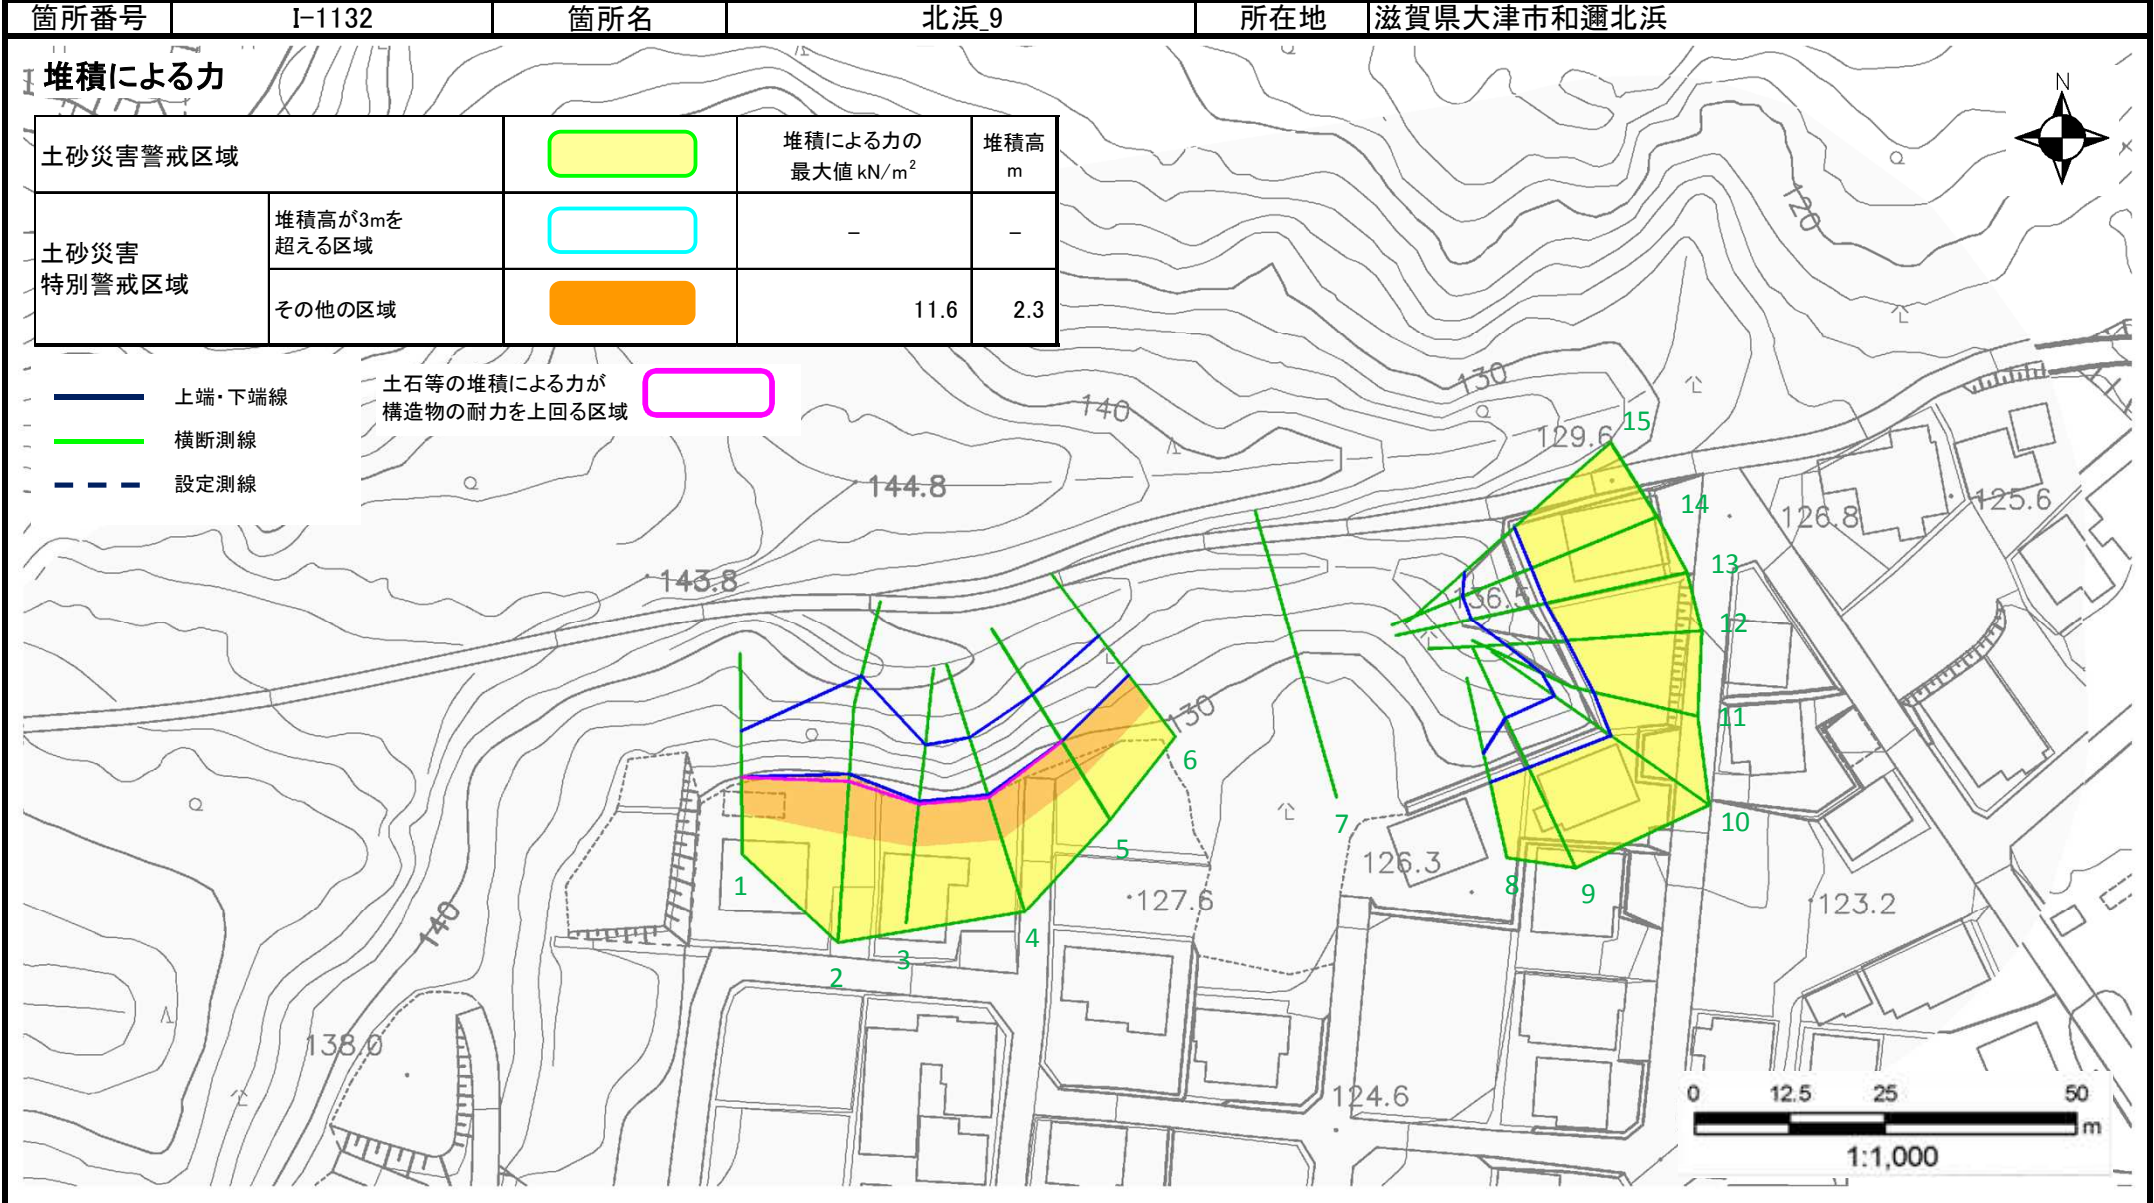 箇所番号 I-1132 箇所名 北浜_9 所在地 滋賀県大津市和邇北浜
堆積による力
土砂災害警戒区域
堆積による力の
最大値 kN/m²
堆積高
m
土砂災害
特別警戒区域
堆積高が3mを
超える区域
－ －
その他の区域
11.6 2.3
上端・下端線
横断測線
設定測線
土石等の堆積による力が
構造物の耐力を上回る区域
N
120
130
140
15
129.6
144.8
14
126.8
125.6
143.8
13
136.5
12
130
11
6
7
10
5
126.3
1
8
9
127.6
123.2
140
4
3
2
138.0
124.6
0 12.5 25 50
m
1:1,000